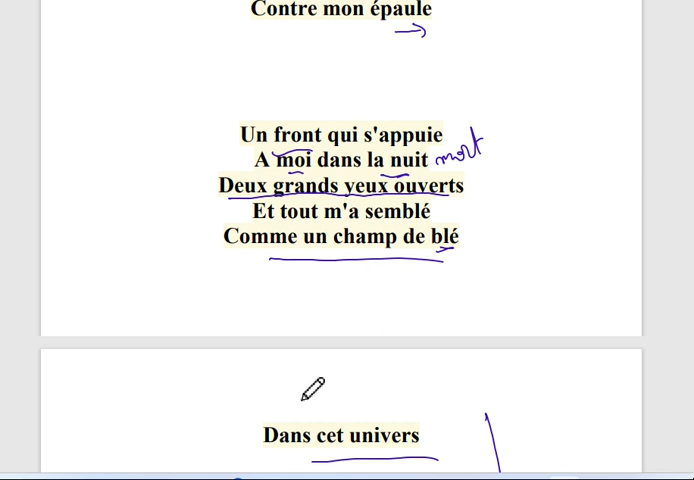 Contre mon épaule
Un front qui s'appuie
A moi dans la nuit mort
Deux grands yeux ouverts
Et tout m'a semblé
Comme un champ de blé
Dans cet univers